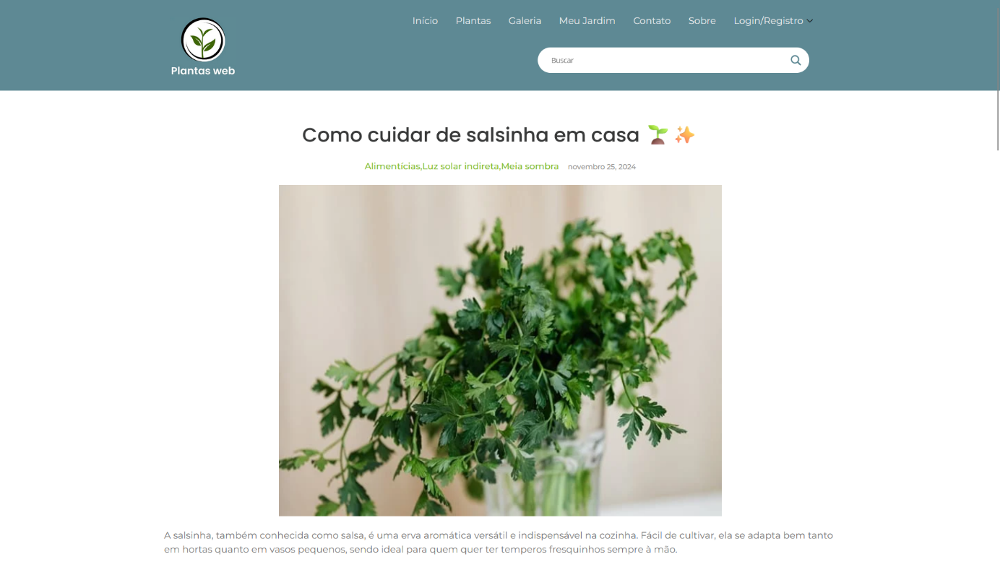 Início Plantas Galeria Meu Jardim Contato Sobre Login/Registro
Buscar
Plantas web
Como cuidar de salsinha em casa 🌱 ✨
Alimentícias,Luz solar indireta,Meia sombra novembro 25, 2024
A salsinha, também conhecida como salsa, é uma erva aromática versátil e indispensável na cozinha. Fácil de cultivar, ela se adapta bem tanto
em hortas quanto em vasos pequenos, sendo ideal para quem quer ter temperos fresquinhos sempre à mão.